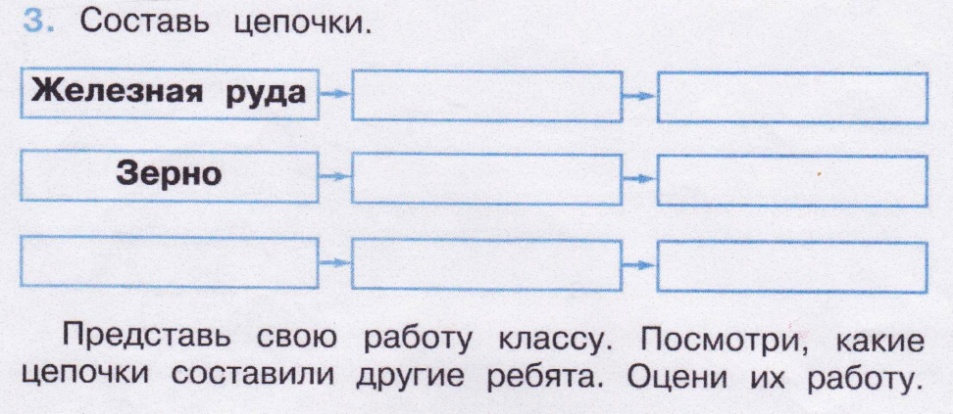 3. Составь цепочки.
Железная руда
Зерно
Представь свою работу классу. Посмотри, какие
цепочки составили другие ребята. Оцени их работу.